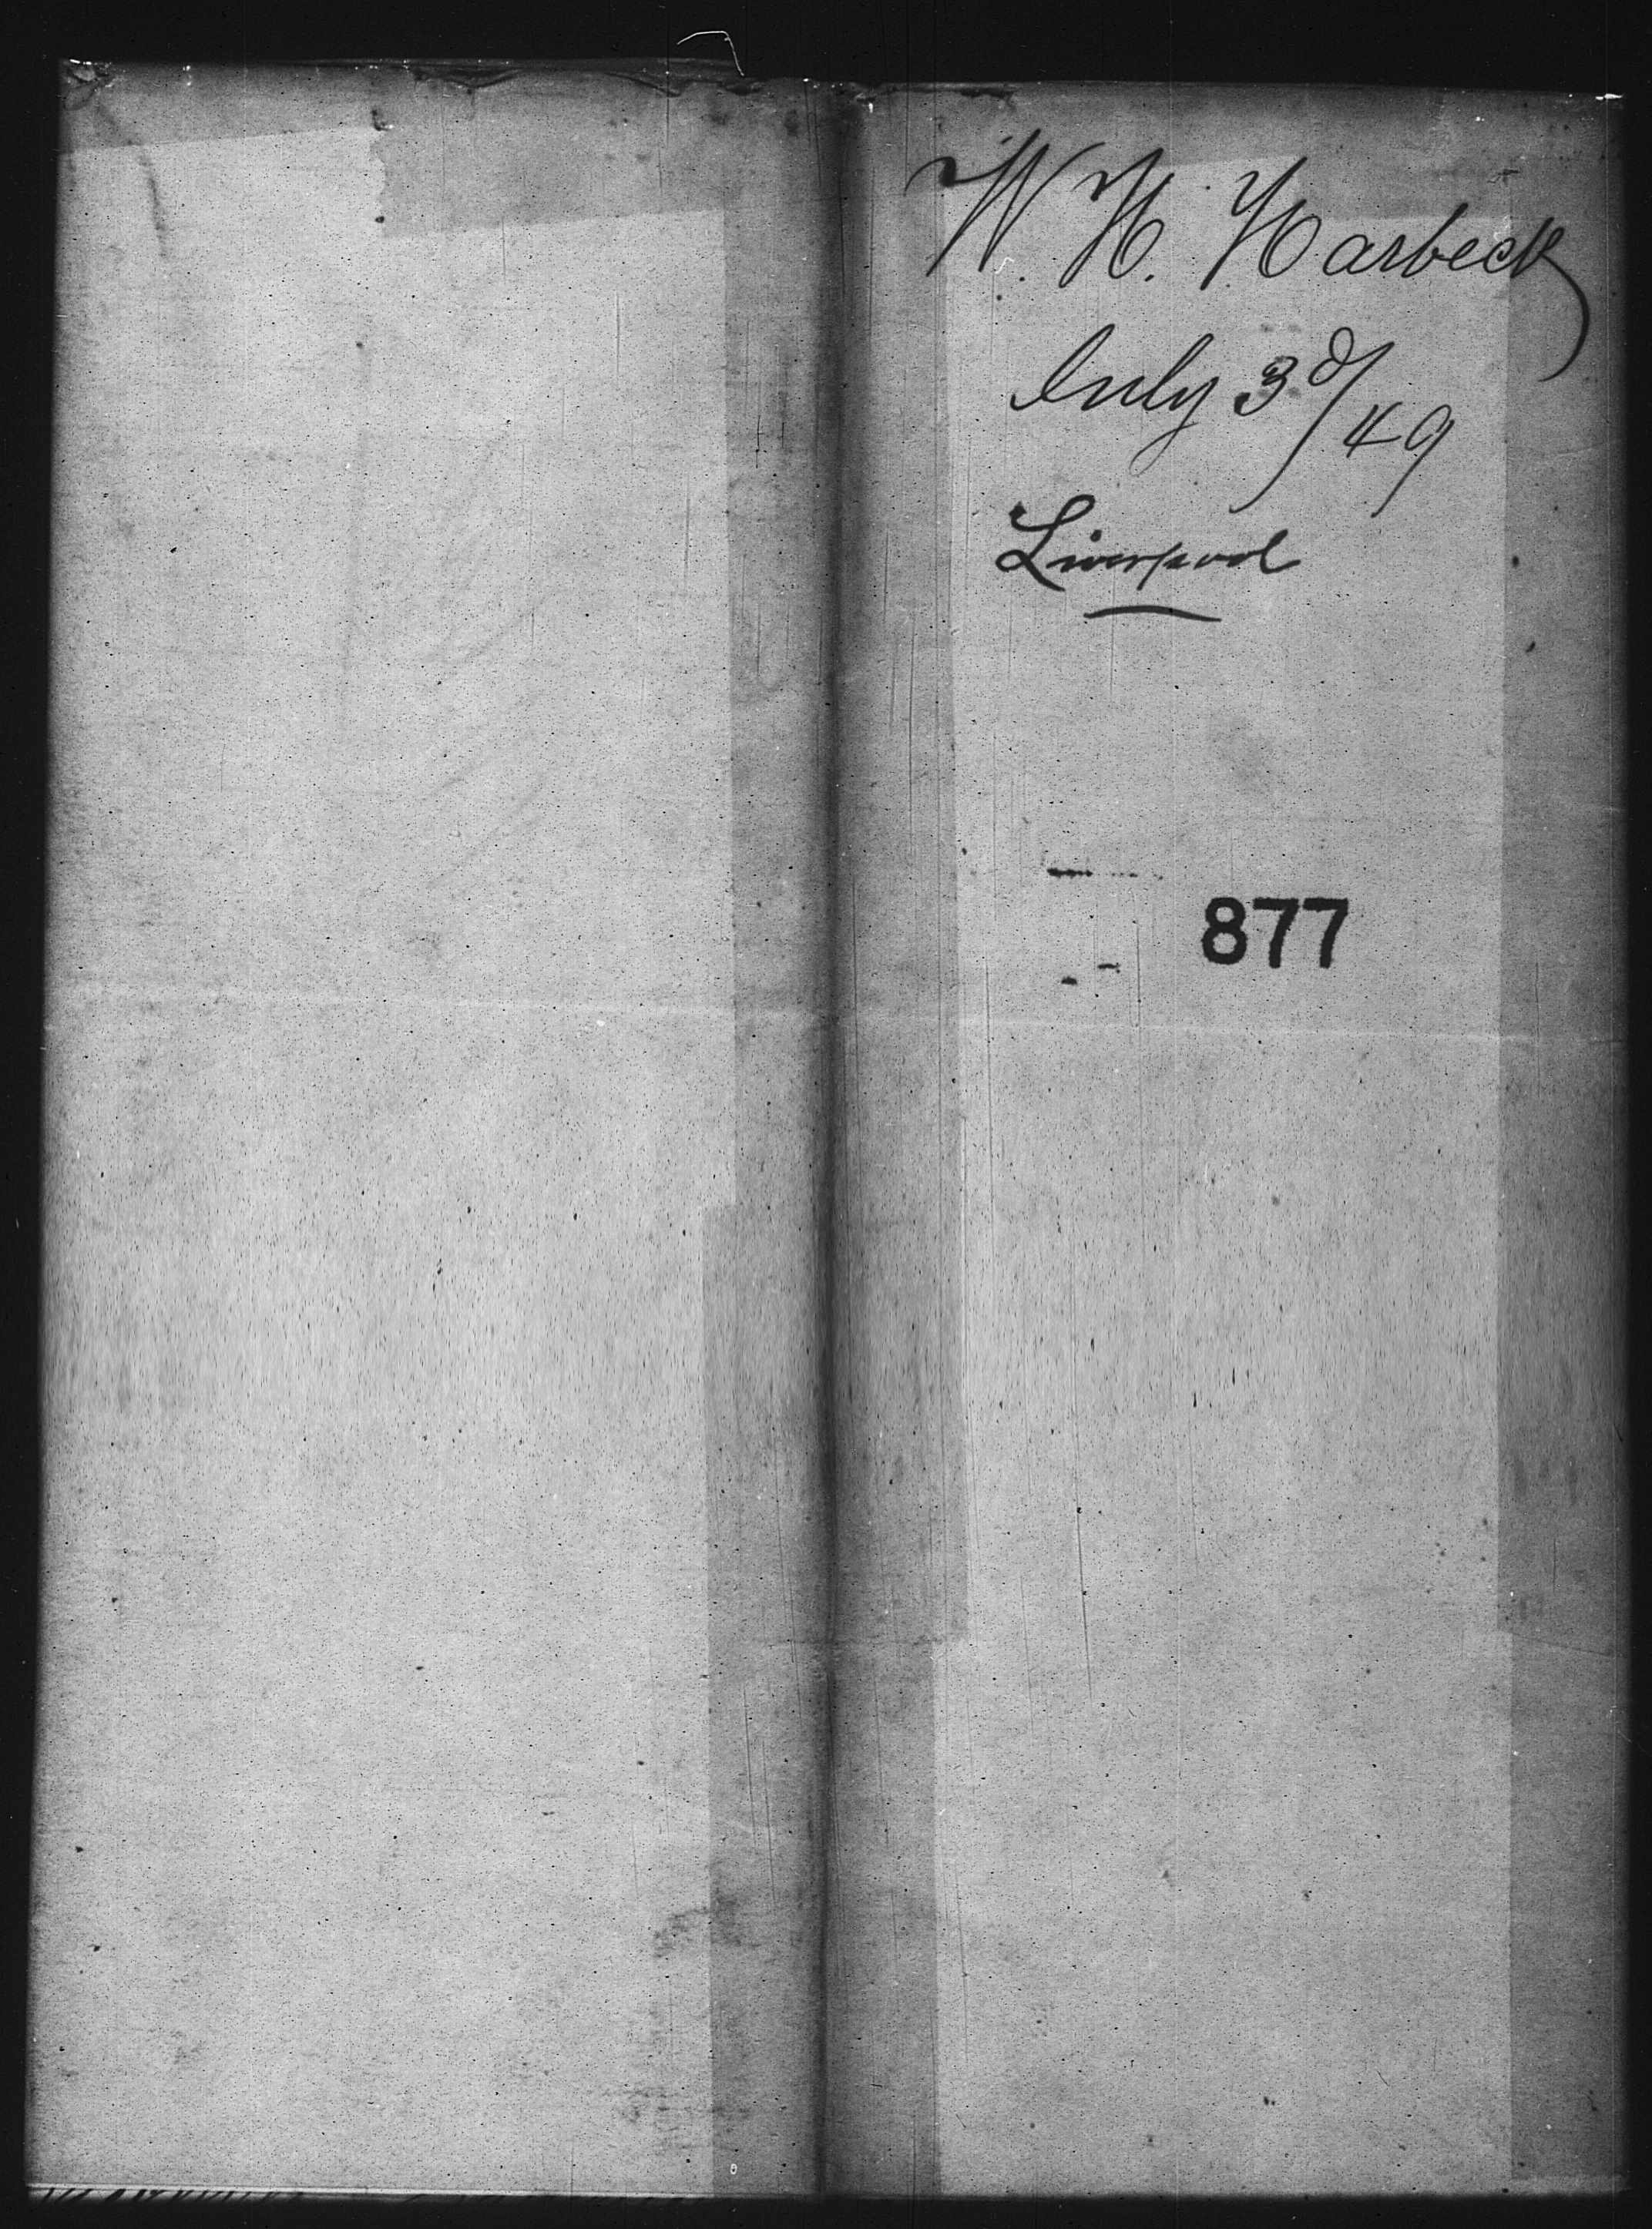 W. H. Harbeck
July 3d/49
Liverpool
877